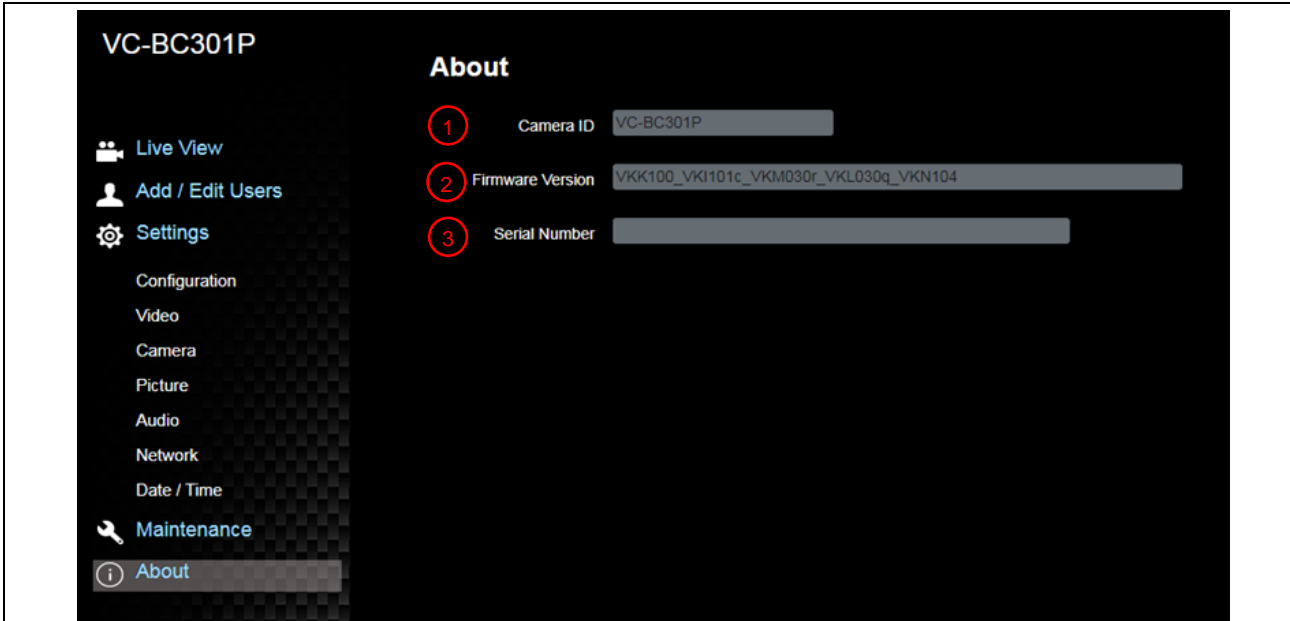 VC-BC301P
Live View
Add / Edit Users
Settings
Configuration
Video
Camera
Picture
Audio
Network
Date / Time
Maintenance
About
About
1 Camera ID VC-BC301P
2 Firmware Version VKK100_VKI101c_VKM030r_VKL030q_VKN104
3 Serial Number